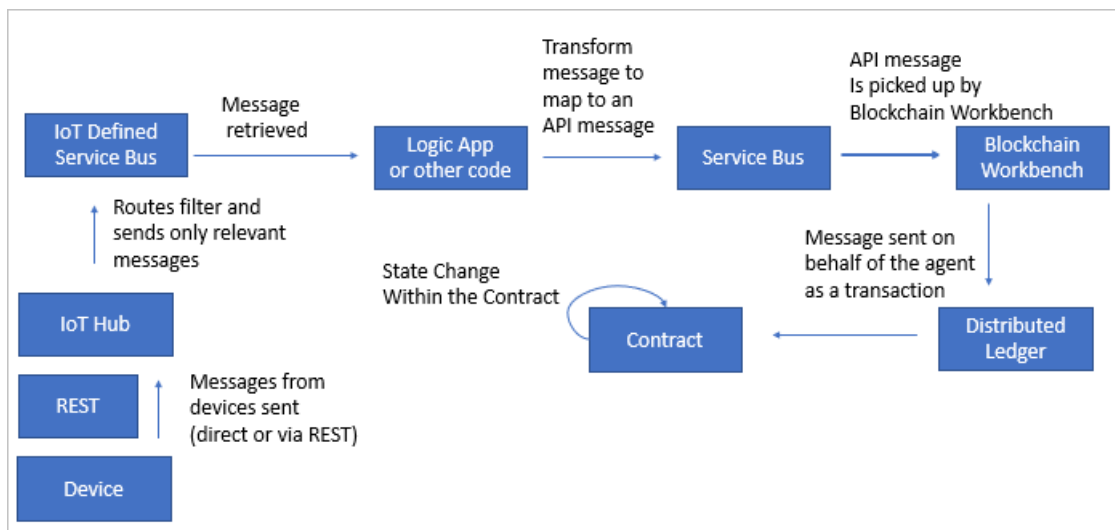 Transform
message to
map to an
API message
API message
Is picked up by
Blockchain Workbench
Message
retrieved
IoT Defined
Service Bus
Logic App
or other code
Service Bus
Blockchain
Workbench
Routes filter and
sends only relevant
messages
Message sent on
behalf of the agent
as a transaction
State Change
Within the Contract
IoT Hub
Contract
Distributed
Ledger
REST
Messages from
devices sent
(direct or via REST)
Device